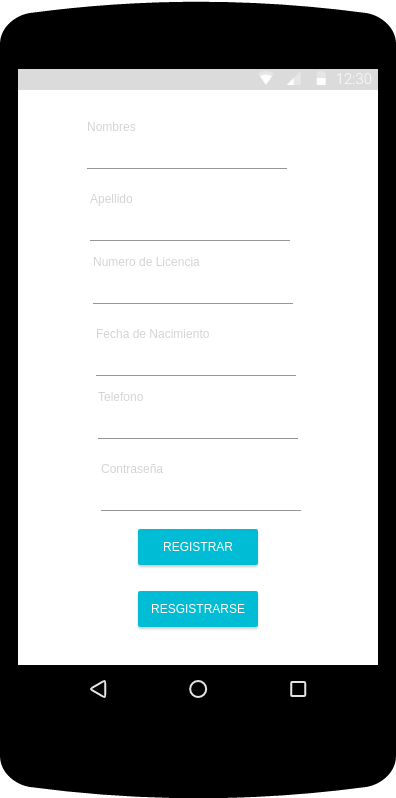 12:30
Nombres
Apellido
Numero de Licencia
Fecha de Nacimiento
Telefono
Contraseña
REGISTRAR
RESGISTRARSE